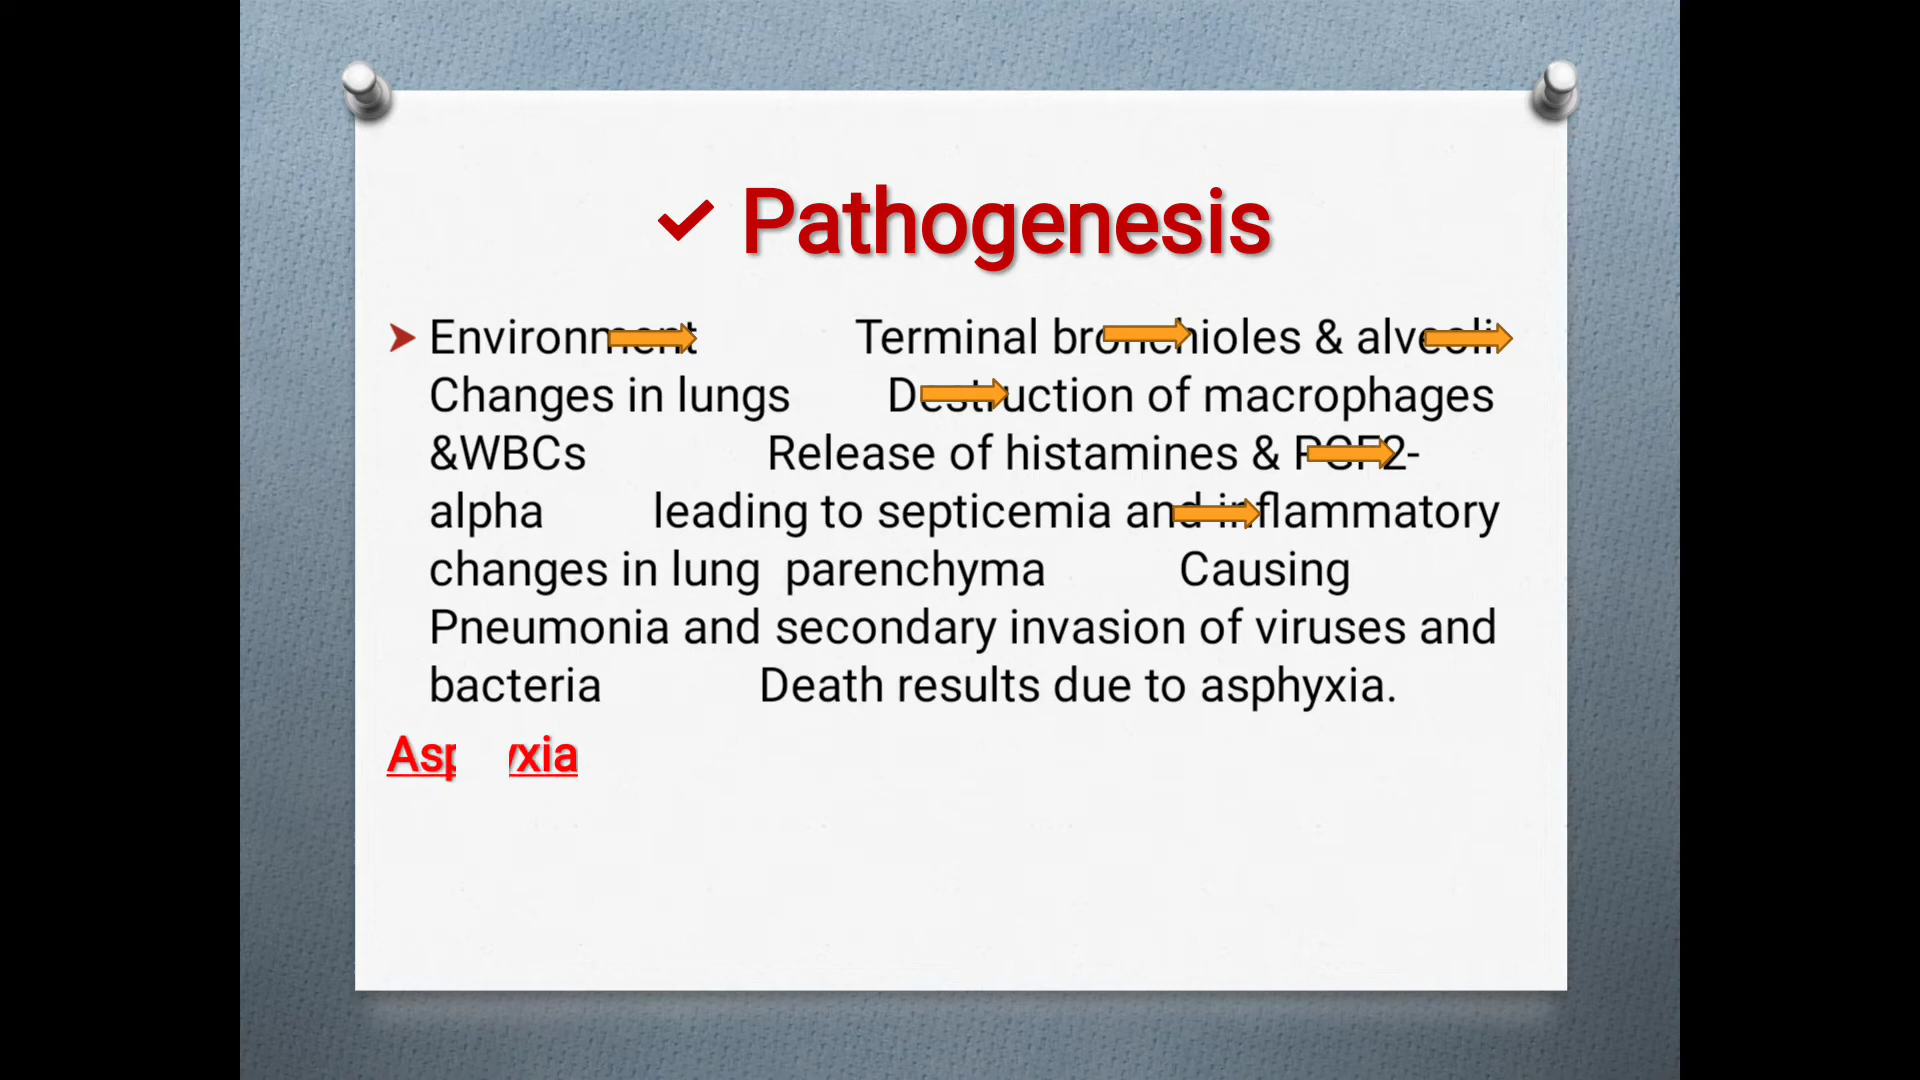 Pathogenesis
Environment Terminal bronchioles & alveoli
Changes in lungs Destruction of macrophages
&WBCs Release of histamines & PGF2-
alpha leading to septicemia and inflammatory
changes in lung parenchyma Causing
Pneumonia and secondary invasion of viruses and
bacteria Death results due to asphyxia.